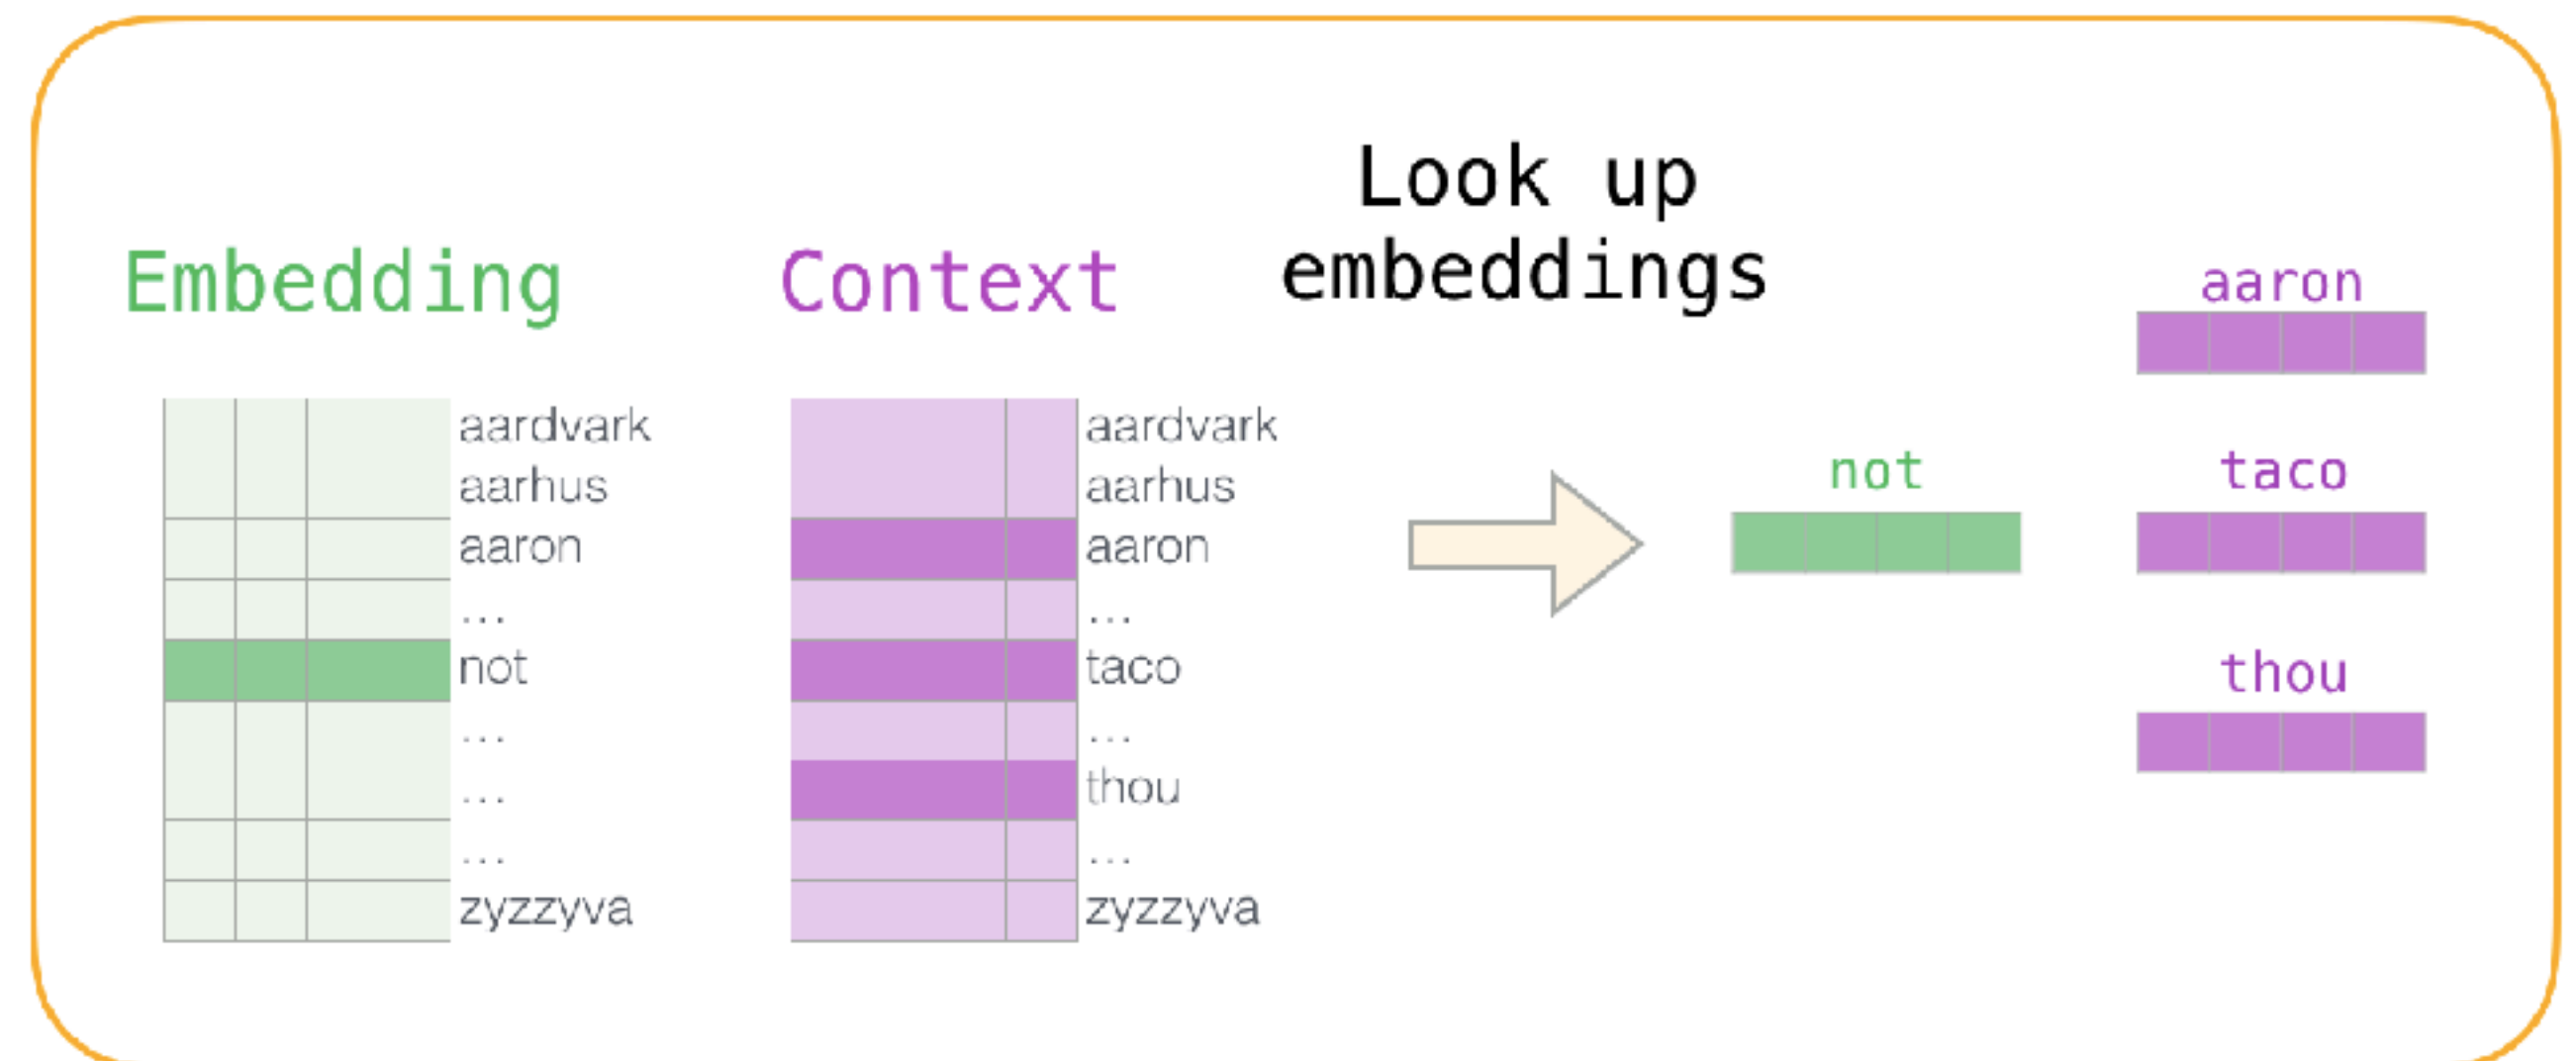 Look up
embeddings
Embedding
Context
aardvark
aarhus
aaron
...
not
...
...
...
zyzzyva
aardvark
aarhus
aaron
...
taco
...
thou
...
zyzzyva
not
aaron
taco
thou